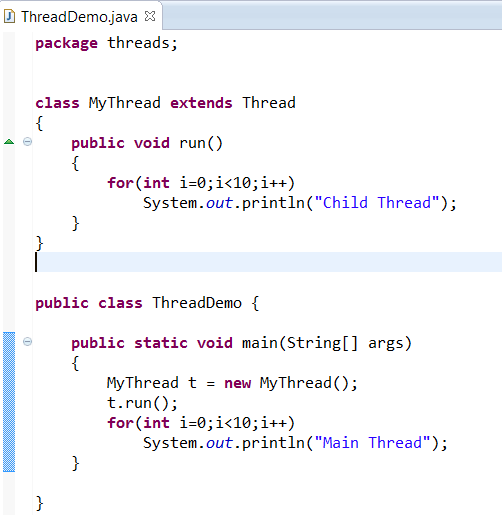 ThreadDemo.java
package threads;
class MyThread extends Thread
{
public void run()
{
for(int i=0;i<10;i++)
System.out.println("Child Thread");
}
}
public class ThreadDemo {
public static void main(String[] args)
{
MyThread t = new MyThread();
t.run();
for(int i=0;i<10;i++)
System.out.println("Main Thread");
}
}